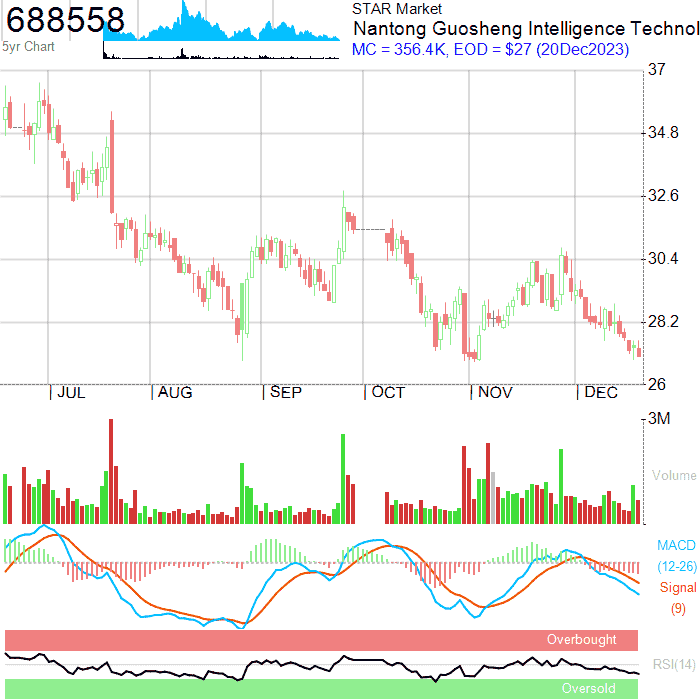 688558
5yr Chart
STAR Market
Nantong Guosheng Intelligence Technol
MC = 356.4K, EOD = $27 (20Dec2023)
37
34.8
32.6
30.4
28.2
26
JUL AUG SEP OCT NOV DEC
3M
Volume
MACD
(12-26)
Signal
(9)
Overbought
RSI(14)
Oversold